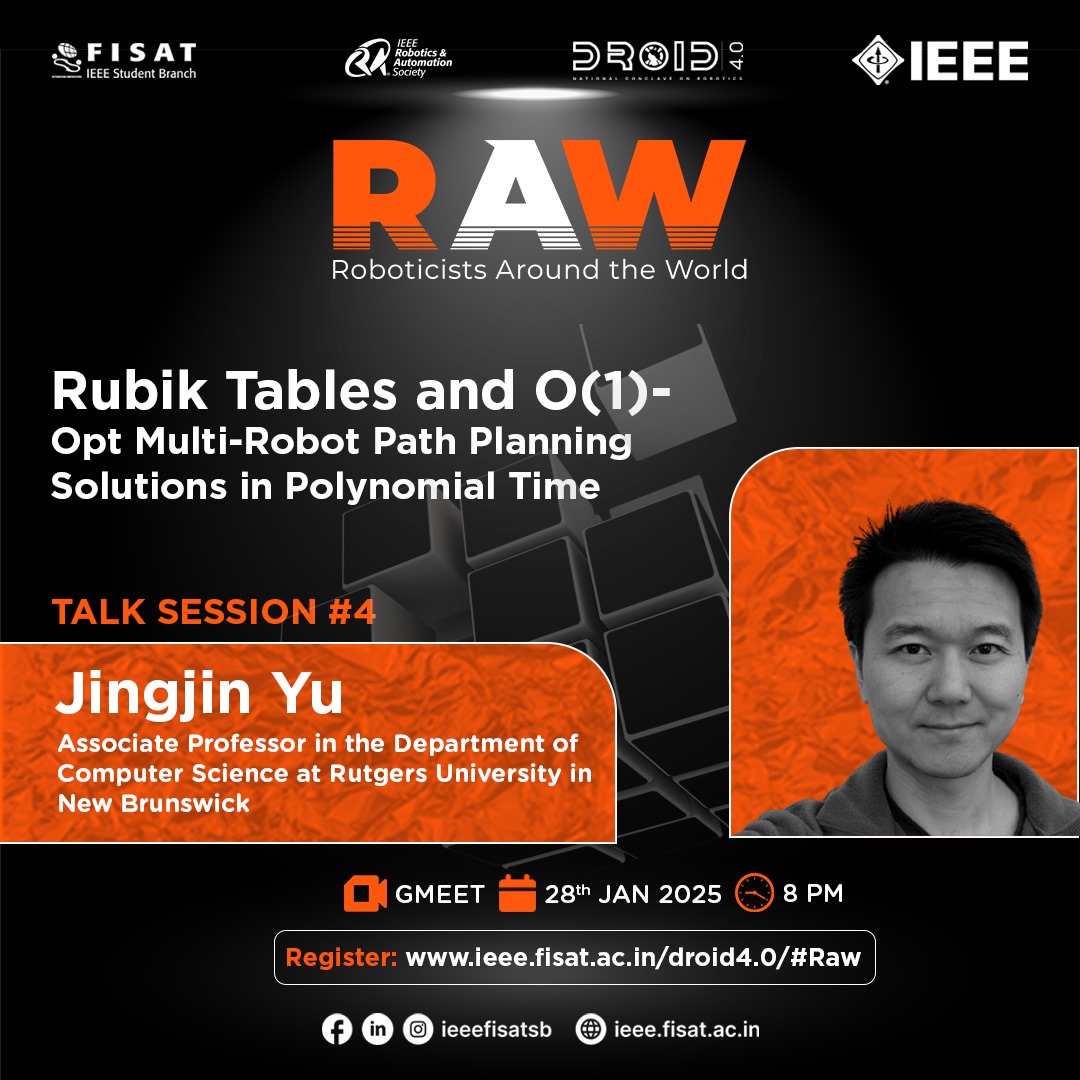 FISAT
IEEE Student Branch
IEEE
Robotics &
Automation
Society
DROID 4.0
NATIONAL CONCLAVE ON ROBOTICS
IEEE
RAW
Roboticists Around the World
Rubik Tables and O(1)-
Opt Multi-Robot Path Planning
Solutions in Polynomial Time
TALK SESSION #4
Jingjin Yu
Associate Professor in the Department of
Computer Science at Rutgers University in
New Brunswick
GMEET 28th JAN 2025 8 PM
Register: www.ieee.fisat.ac.in/droid4.0/#Raw
ieeefisatsb ieee.fisat.ac.in